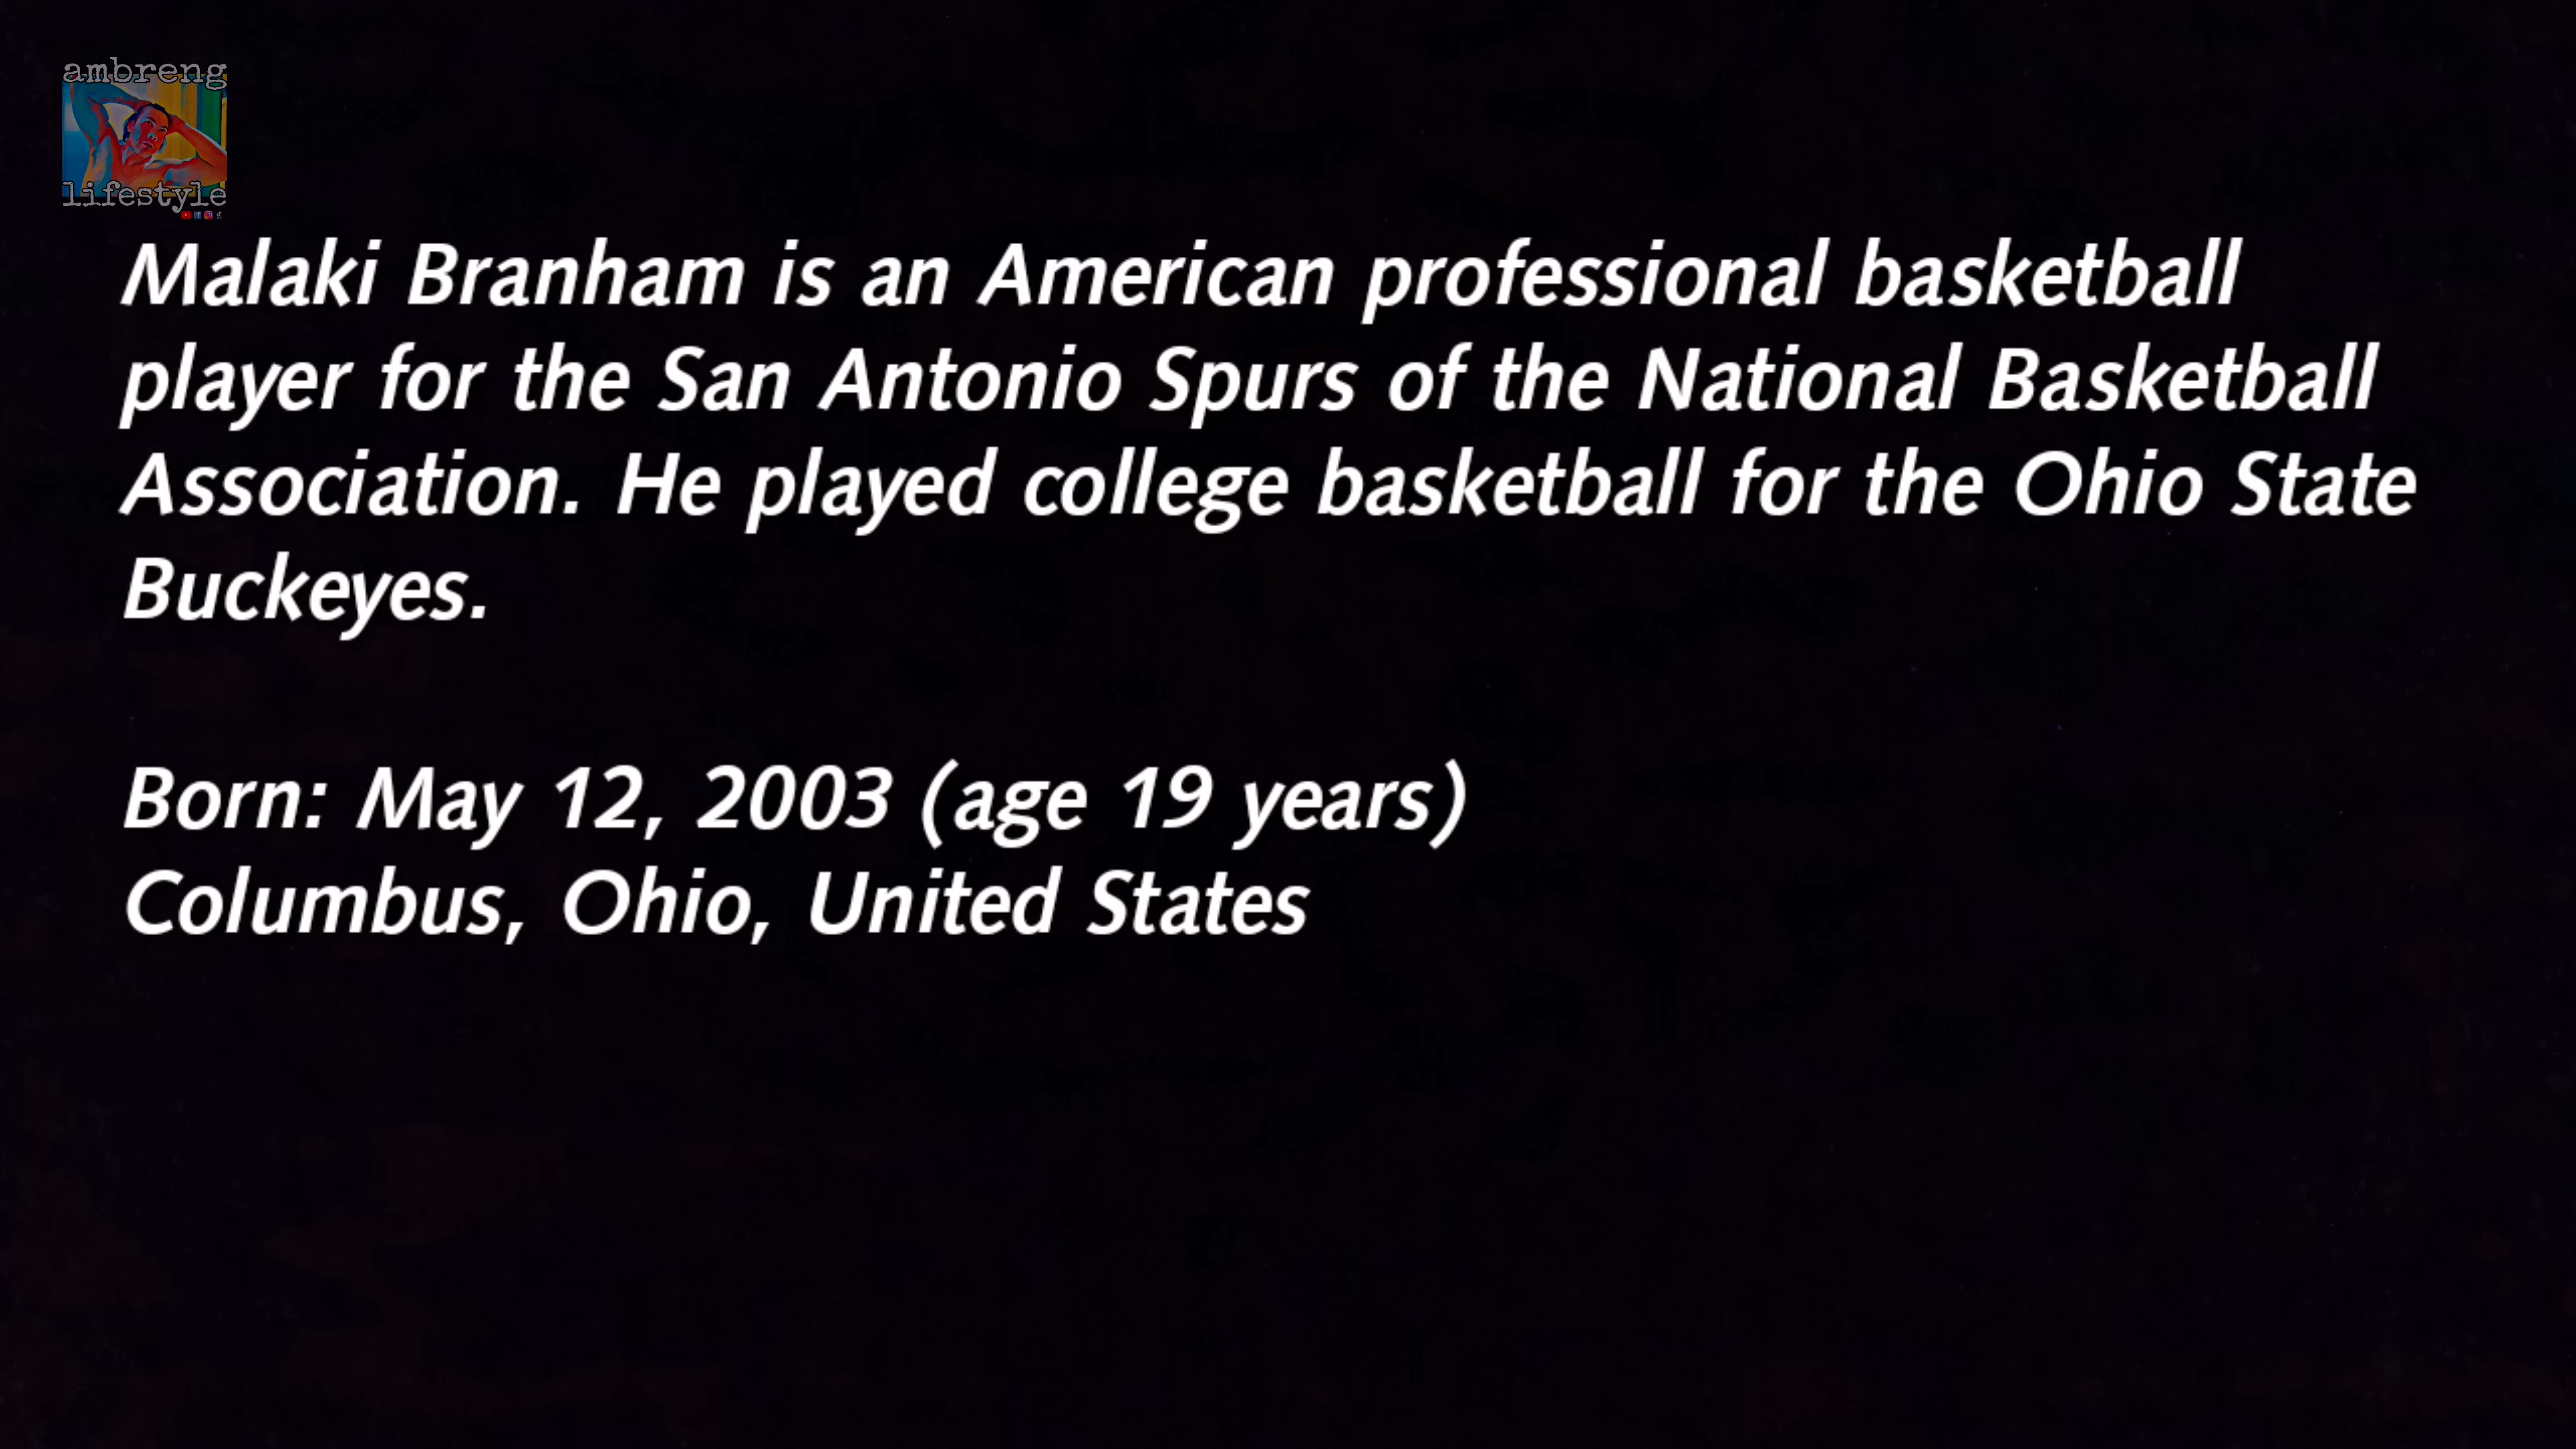 ambreng
lifestyle
Malaki Branham is an American professional basketball
player for the San Antonio Spurs of the National Basketball
Association. He played college basketball for the Ohio State
Buckeyes.
Born: May 12, 2003 (age 19 years)
Columbus, Ohio, United States